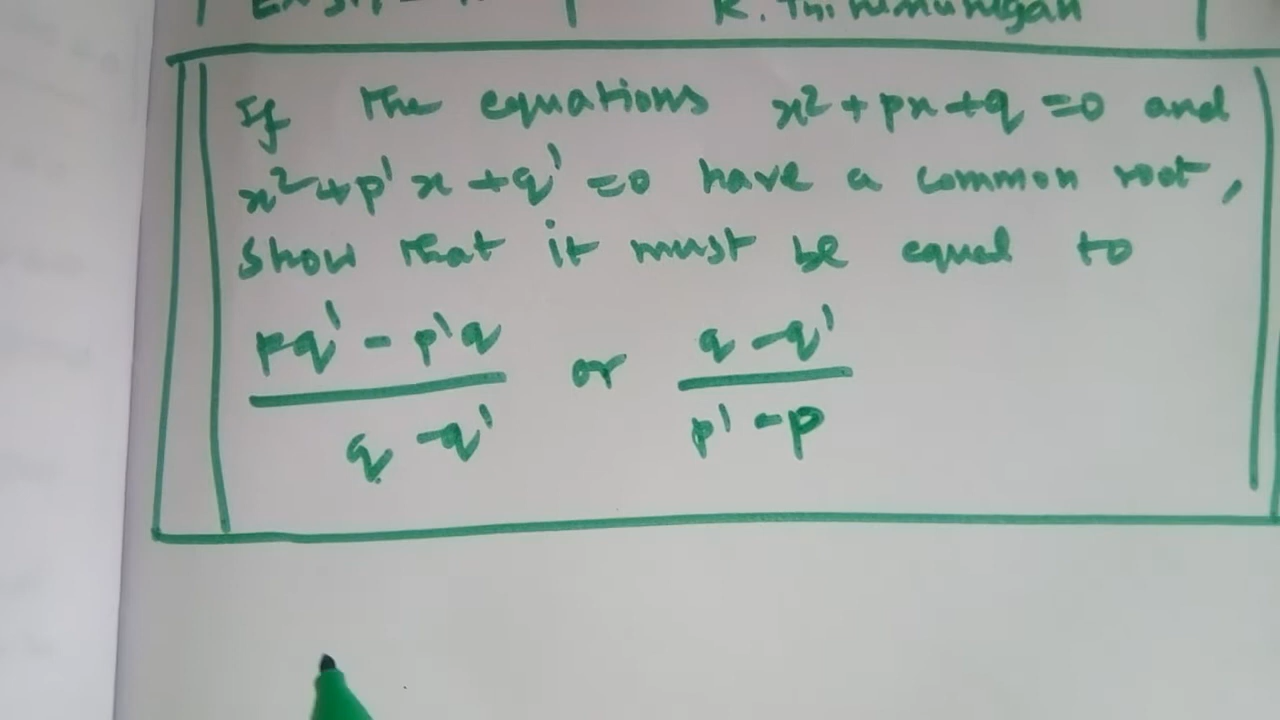 If the equations x² + px + q = 0 and
x² + p'x + q' = 0 have a common root,
show that it must be equal to
pq' - p'q / q - q' or q - q' / p' - p